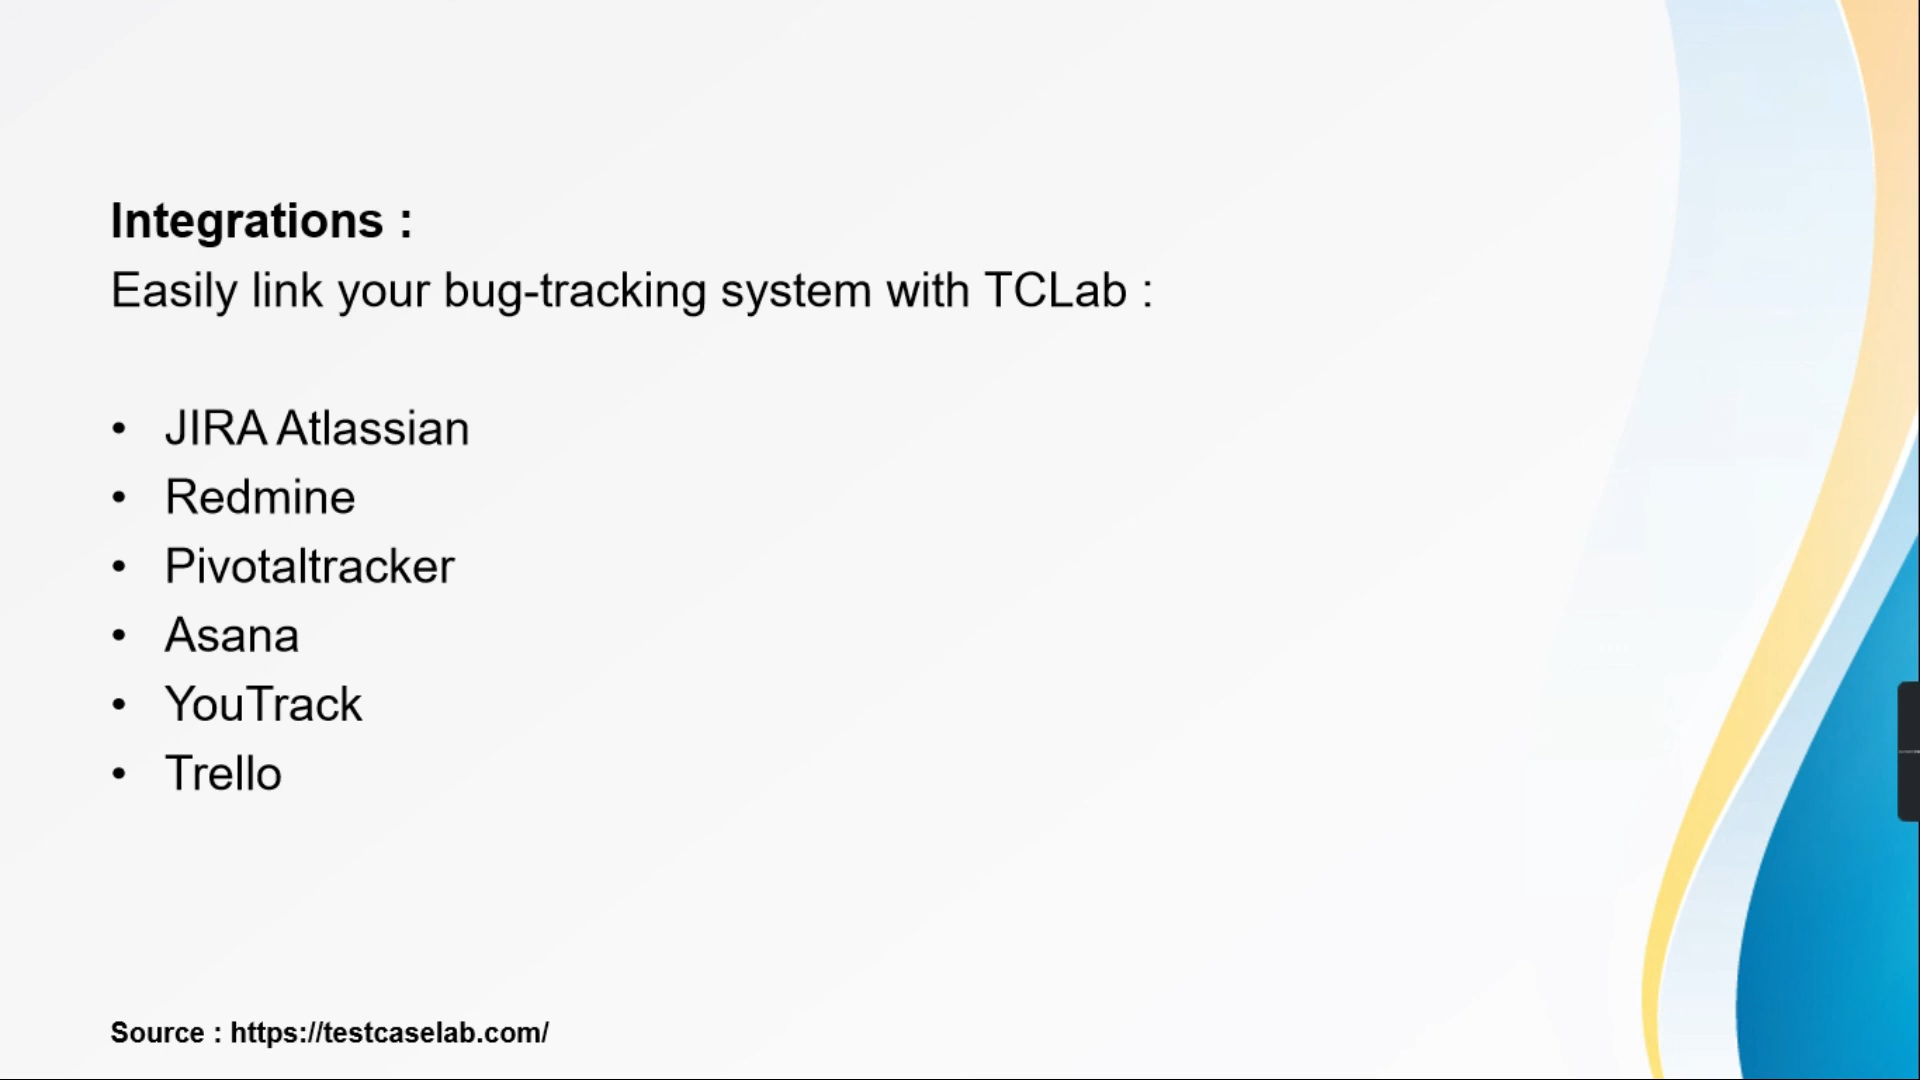 Integrations :
Easily link your bug-tracking system with TCLab :
• JIRA Atlassian
• Redmine
• Pivotaltracker
• Asana
• YouTrack
• Trello
Source : https://testcaselab.com/